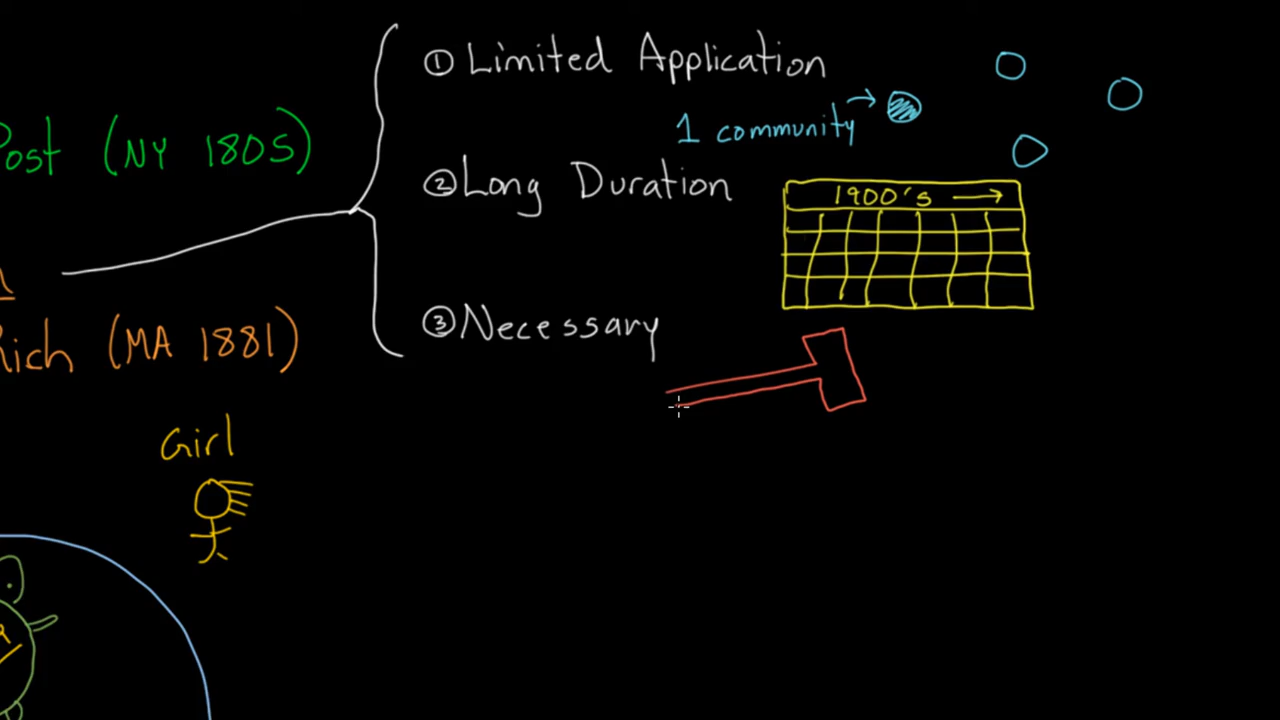 ① Limited Application
1 community →
Post (NY 1805)
② Long Duration
1900's →
③ Necessary
Rich (MA 1881)
Girl